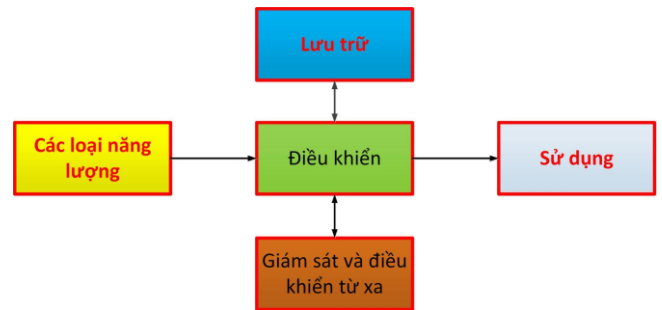 Lưu trữ
Các loại năng
lượng
Điều khiển
Sử dụng
Giám sát và điều
khiển từ xa